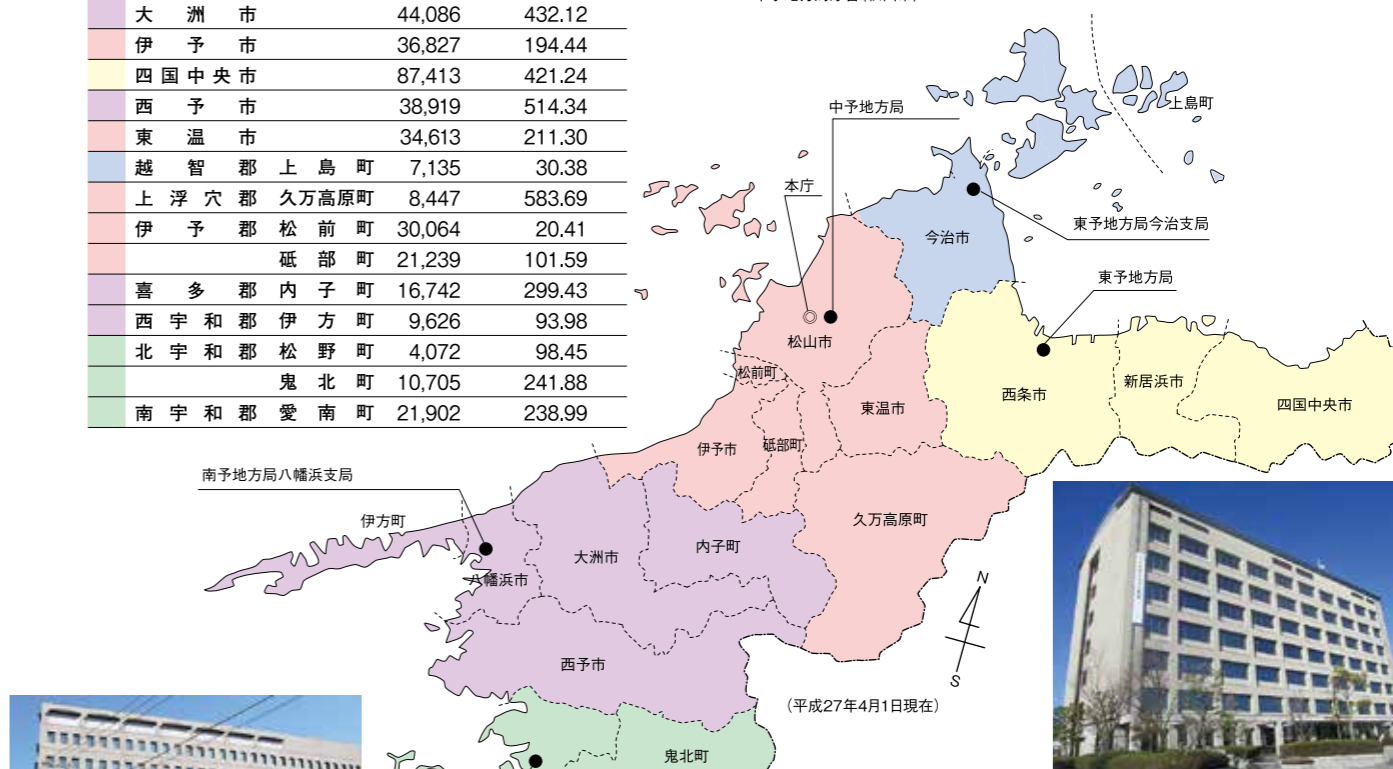 大洲市 44,086 432.12
伊予市 36,827 194.44
四国中央市 87,413 421.24
西予市 38,919 514.34
東温市 34,613 211.30
越智郡 上島町 7,135 30.38
上浮穴郡 久万高原町 8,447 583.69
伊予郡 松前町 30,064 20.41
砥部町 21,239 101.59
喜多郡 内子町 16,742 299.43
西宇和郡 伊方町 9,626 93.98
北宇和郡 松野町 4,072 98.45
鬼北町 10,705 241.88
南宇和郡 愛南町 21,902 238.99
上島町
中予地方局
本庁
東予地方局今治支局
今治市
東予地方局
松山市
松前町
新居浜市
西条市
東温市
四国中央市
伊予市
砥部町
南予地方局八幡浜支局
伊方町
久万高原町
内子町
大洲市
八幡浜市
N
S
西予市
(平成27年4月1日現在)
鬼北町